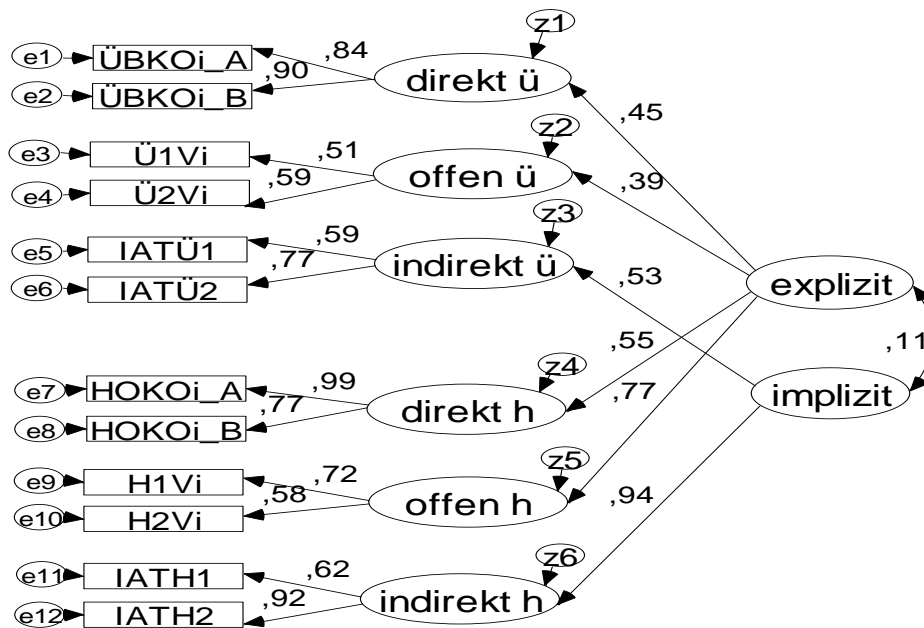 z1
e1 ÜBKOi_A ,84
e2 ÜBKOi_B ,90 direkt ü ,45
z2
e3 Ü1Vi ,51
e4 Ü2Vi ,59 offen ü ,39
z3
e5 IATÜ1 ,59
e6 IATÜ2 ,77 indirekt ü ,53 explizit
,55 ,11
z4
e7 HOKOi_A ,99 ,77 implizit
e8 HOKOi_B ,77 direkt h
z5
e9 H1Vi ,72 ,94
e10 H2Vi ,58 offen h
z6
e11 IATH1 ,62
e12 IATH2 ,92 indirekt h